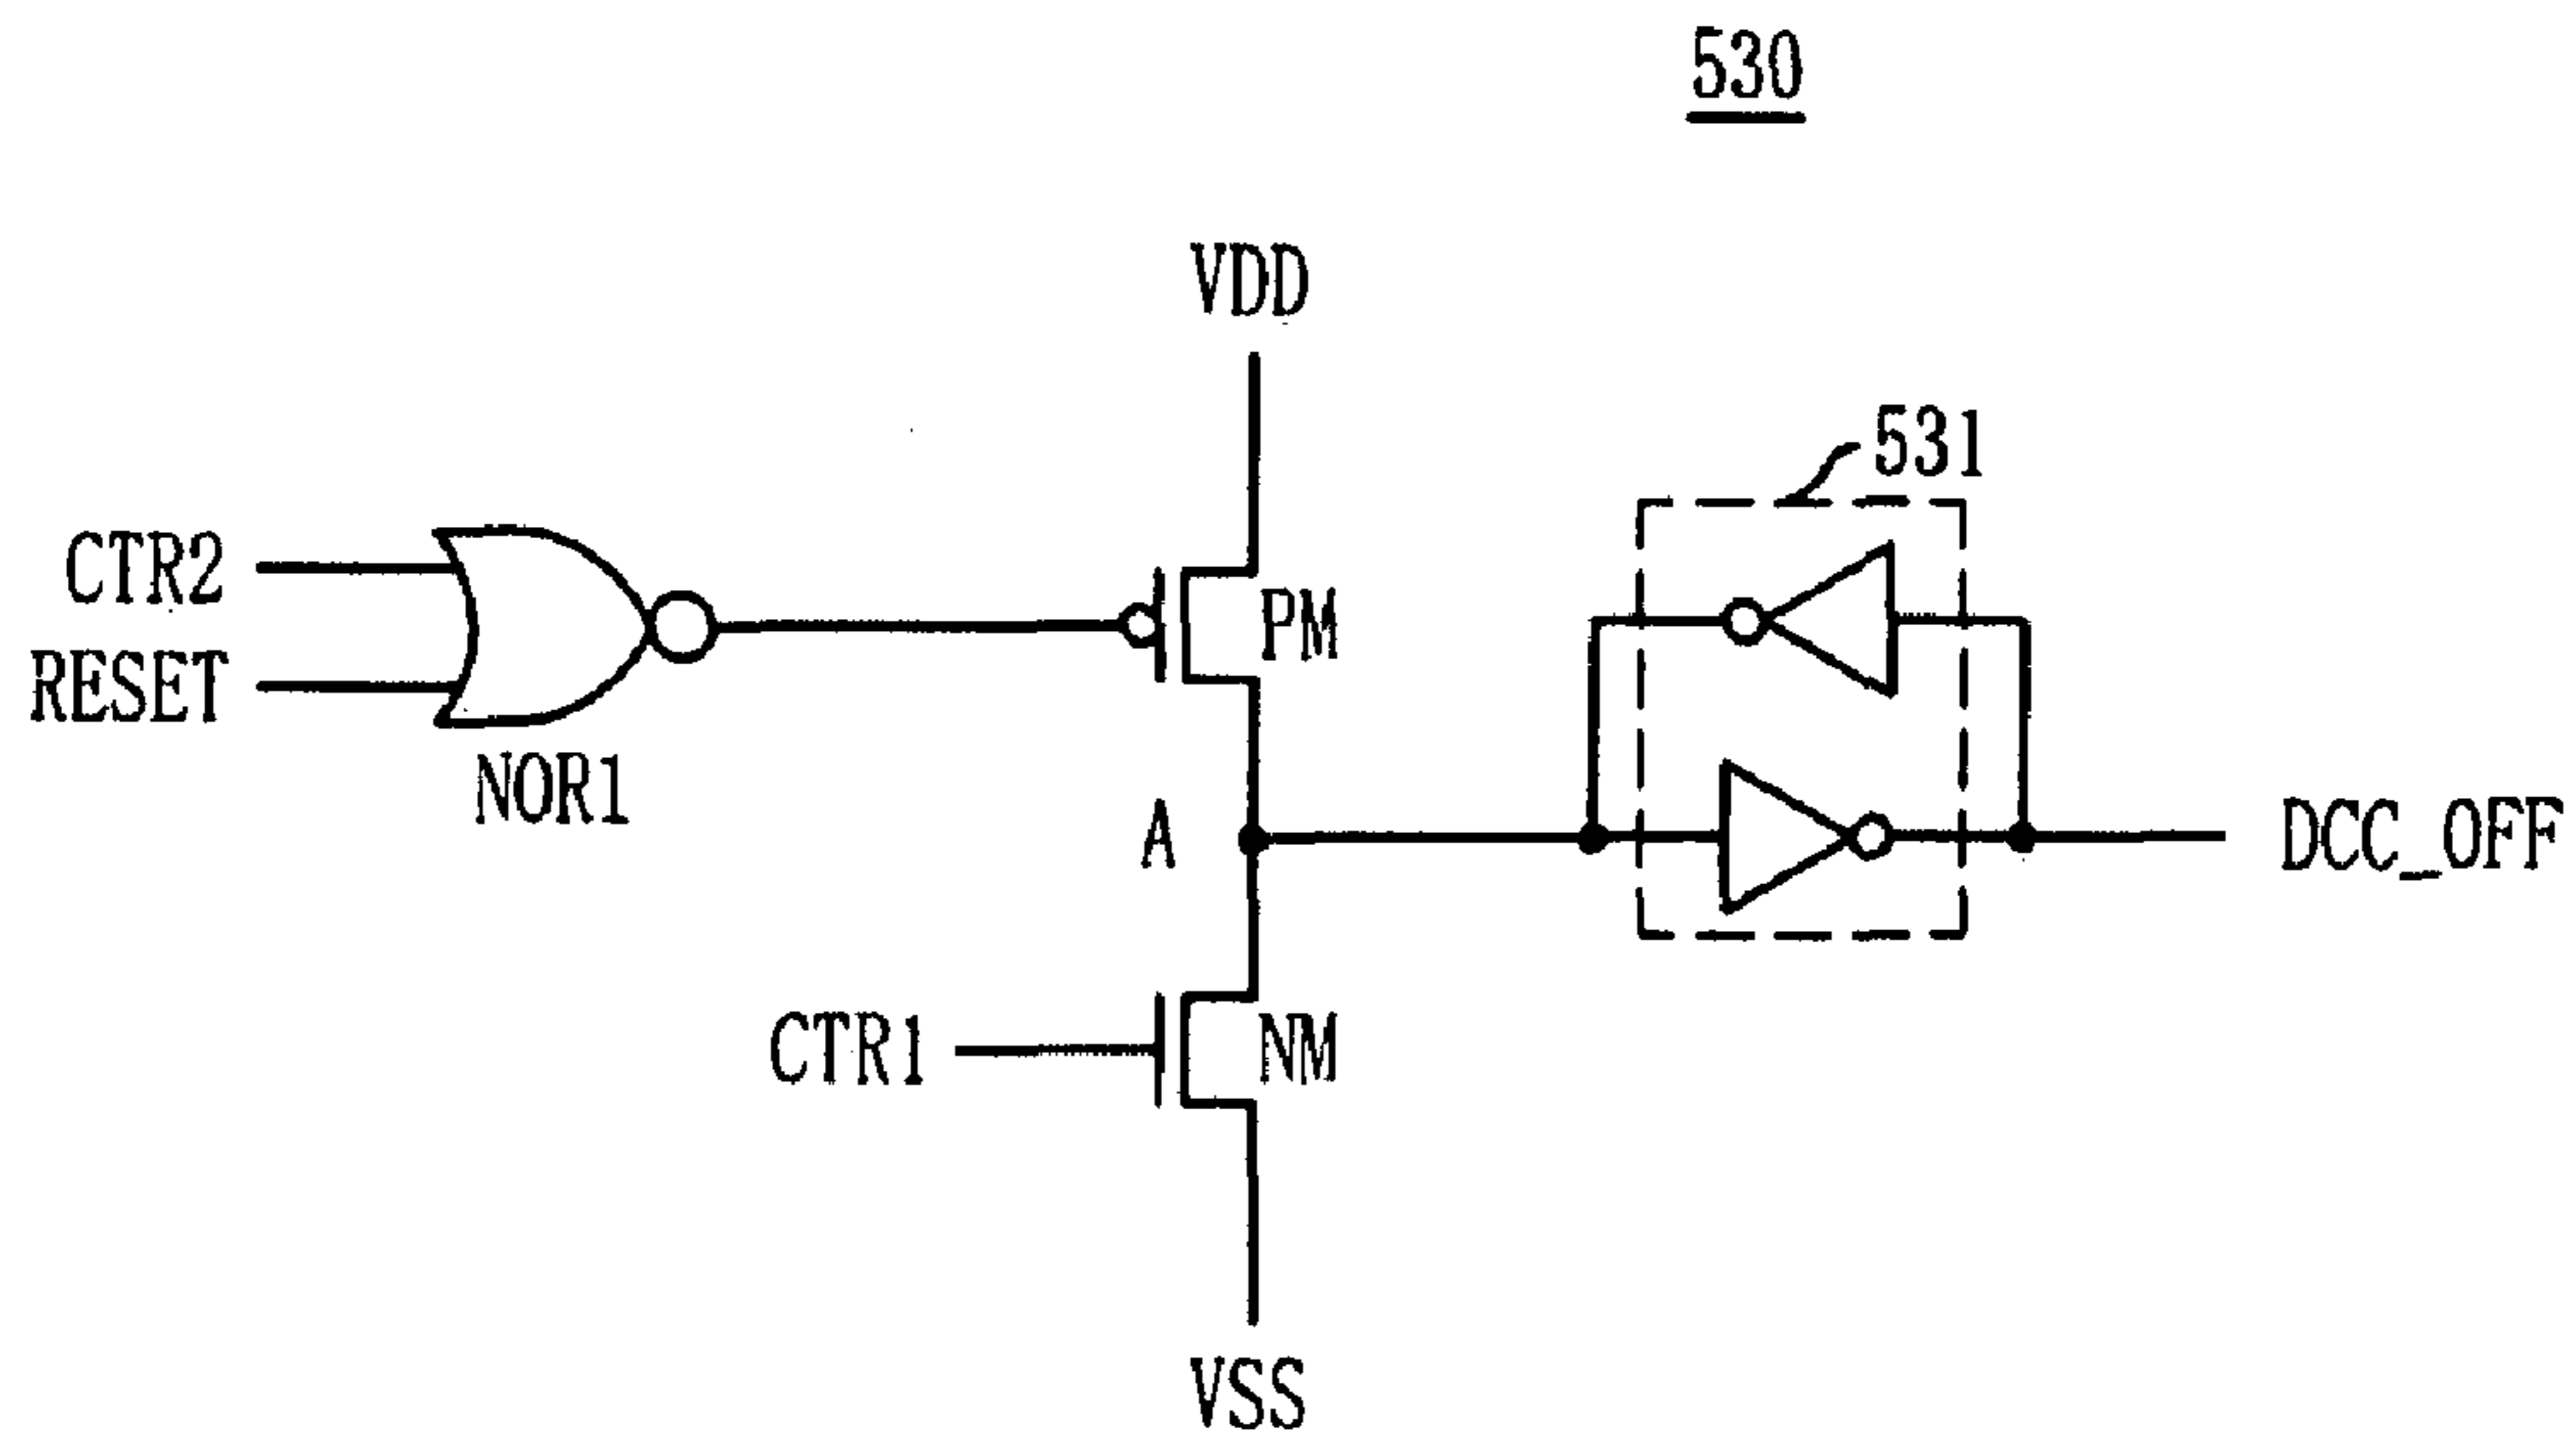 530
VDD
531
CTR2
PM
RESET
NOR1
A
DCC_OFF
CTR1
NM
VSS